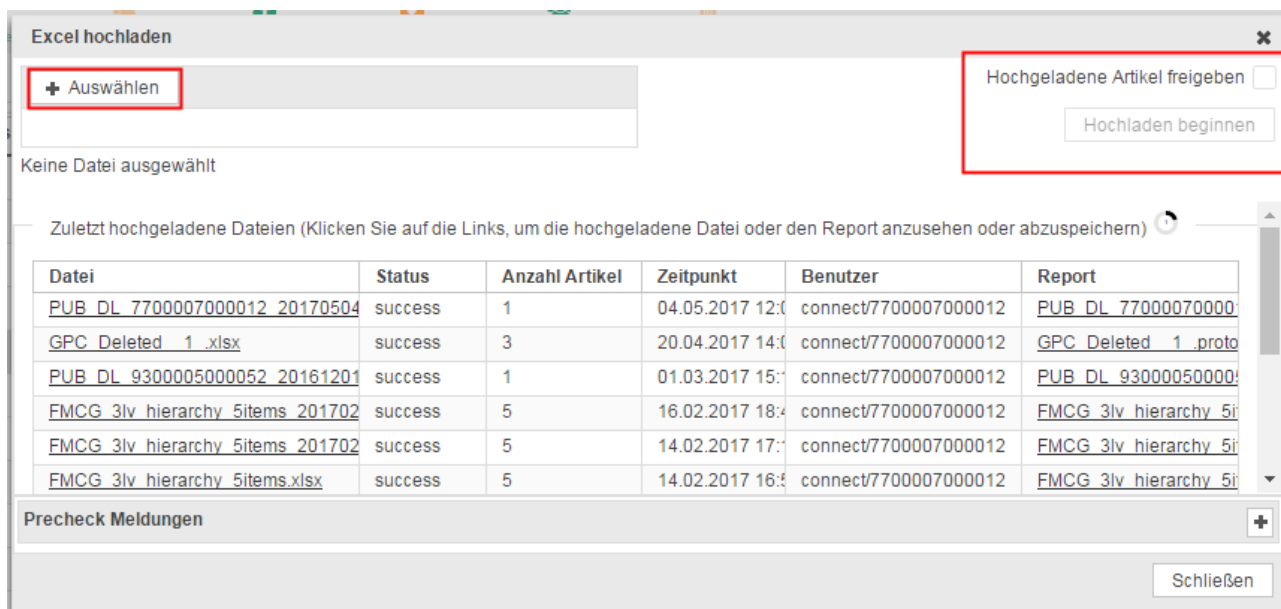 Excel hochladen
Auswählen
Hochgeladene Artikel freigeben
Hochladen beginnen
Keine Datei ausgewählt
Zuletzt hochgeladene Dateien (Klicken Sie auf die Links, um die hochgeladene Datei oder den Report anzusehen oder abzuspeichern)
Datei Status Anzahl Artikel Zeitpunkt Benutzer Report
PUB_DL_7700007000012_20170504 success 1 04.05.2017 12:0 connect/7700007000012 PUB_DL_77000070000
GPC_Deleted__1_.xlsx success 3 20.04.2017 14:0 connect/7700007000012 GPC_Deleted__1_.proto
PUB_DL_9300005000052_20161201 success 1 01.03.2017 15: connect/7700007000012 PUB_DL_93000050000
FMCG_3lv_hierarchy_5items_201702 success 5 16.02.2017 18: connect/7700007000012 FMCG_3lv_hierarchy_5i
FMCG_3lv_hierarchy_5items_201702 success 5 14.02.2017 17: connect/7700007000012 FMCG_3lv_hierarchy_5i
FMCG_3lv_hierarchy_5items.xlsx success 5 14.02.2017 16: connect/7700007000012 FMCG_3lv_hierarchy_5i
Precheck Meldungen
Schließen